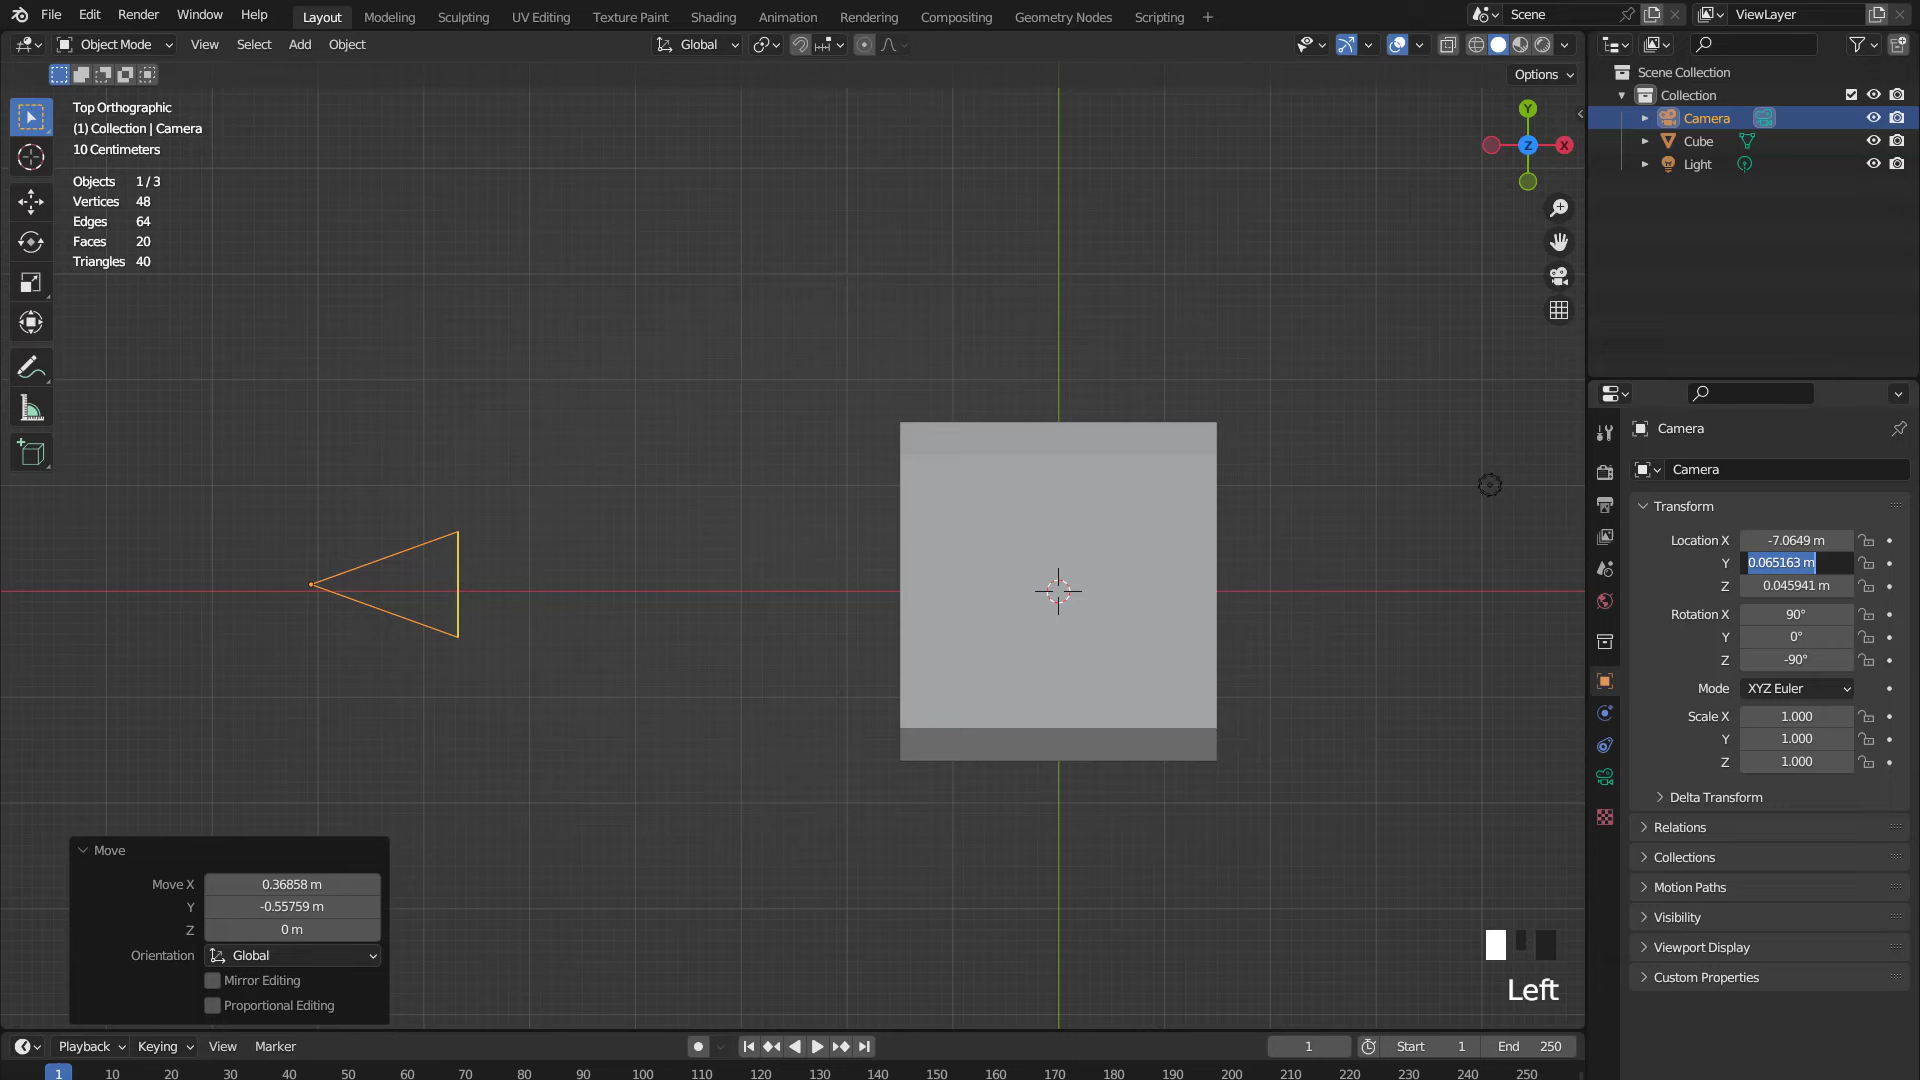 File Edit Render Window Help Layout Modeling Sculpting UV Editing Texture Paint Shading Animation Rendering Compositing Geometry Nodes Scripting + Scene ViewLayer
Object Mode View Select Add Object Global
Options
Top Orthographic
(1) Collection | Camera
10 Centimeters
Objects 1 / 3
Vertices 48
Edges 64
Faces 20
Triangles 40
Y
Z
X
Scene Collection
Collection
Camera
Cube
Light
Camera
Camera
Transform
Location X -7.0649 m
Y 0.065163 m
Z 0.045941 m
Rotation X 90°
Y 0°
Z -90°
Mode XYZ Euler
Scale X 1.000
Y 1.000
Z 1.000
Delta Transform
Relations
Collections
Motion Paths
Visibility
Viewport Display
Custom Properties
Move
Move X 0.36858 m
Y -0.55759 m
Z 0 m
Orientation Global
Mirror Editing
Proportional Editing
Left
Playback Keying View Marker 1 Start 1 End 250
1 10 20 30 40 50 60 70 80 90 100 110 120 130 140 150 160 170 180 190 200 210 220 230 240 250